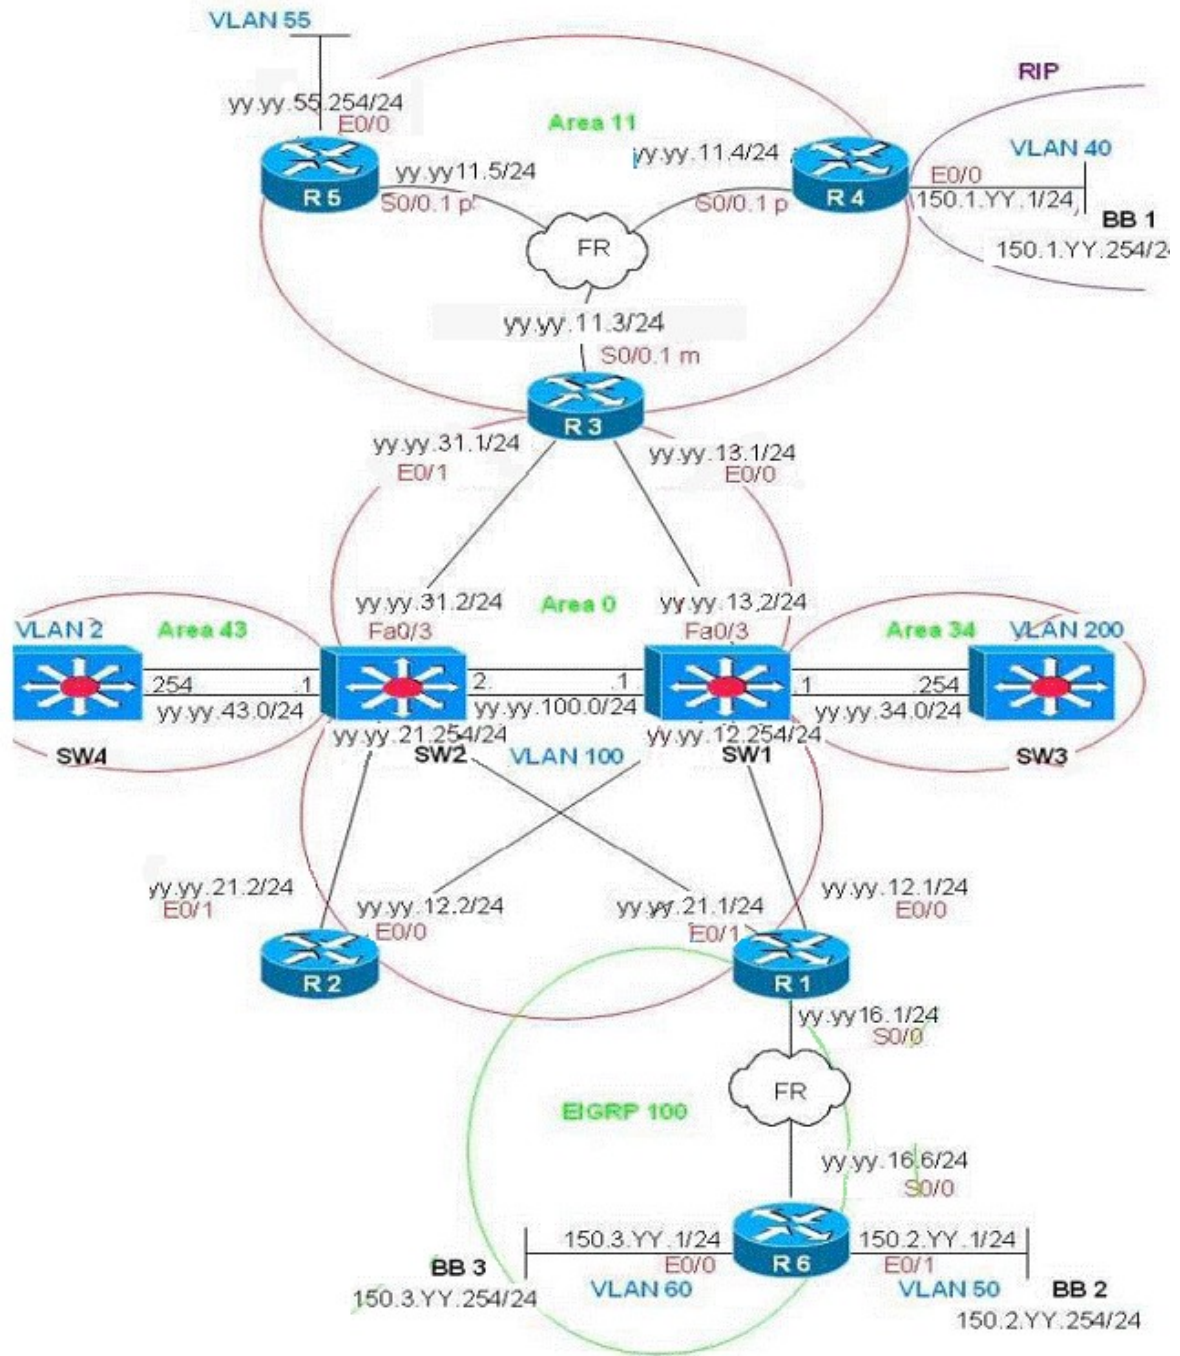 VLAN 55
yy.yy.55.254/24
E0/0
R 5
yy.yy11.5/24
S0/0.1 p
Area 11
yy.yy.11.4/24
S0/0.1 p
R 4
RIP
VLAN 40
E0/0
150.1.YY.1/24
BB 1
150.1.YY.254/24
FR
yy.yy.11.3/24
S0/0.1 m
R 3
yy.yy.31.1/24
E0/1
yy.yy.13.1/24
E0/0
yy.yy.31.2/24
Fa0/3
Area 0
yy.yy.13.2/24
Fa0/3
VLAN 2
Area 43
Area 34
VLAN 200
.254
.1
yy.yy.43.0/24
2.
.1
yy.yy.100.0/24
.1
.254
yy.yy.34.0/24
SW4
yy.yy.21.254/24
SW2
VLAN 100
yy.yy.12.254/24
SW1
SW3
yy.yy.21.2/24
E0/1
yy.yy.12.2/24
E0/0
yy.yy.21.1/24
E0/1
yy.yy.12.1/24
E0/0
R 2
R 1
yy.yy16.1/24
S0/0
FR
EIGRP 100
yy.yy.16.6/24
S0/0
150.3.YY.1/24
E0/0
R 6
150.2.YY.1/24
E0/1
BB 3
150.3.YY.254/24
VLAN 60
VLAN 50
BB 2
150.2.YY.254/24